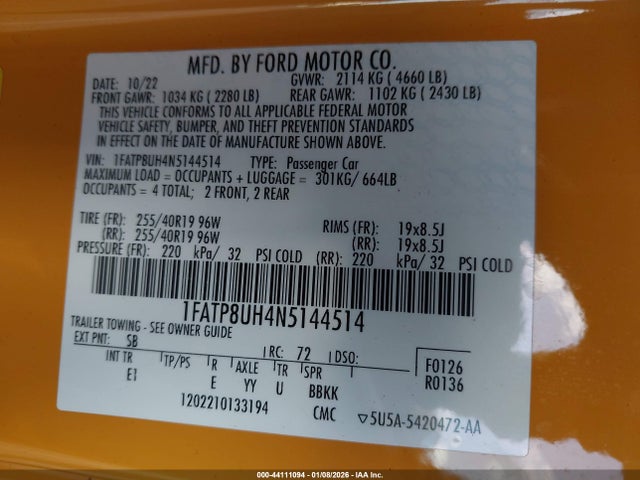 MFD. BY FORD MOTOR CO.
DATE: 10/22 GVWR: 2114 KG ( 4660 LB)
FRONT GAWR: 1034 KG ( 2280 LB) REAR GAWR: 1102 KG ( 2430 LB)
THIS VEHICLE CONFORMS TO ALL APPLICABLE FEDERAL MOTOR
VEHICLE SAFETY, BUMPER, AND THEFT PREVENTION STANDARDS
IN EFFECT ON THE DATE OF MANUFACTURE SHOWN ABOVE.
VIN: 1FATP8UH4N5144514 TYPE: Passenger Car
MAXIMUM LOAD = OCCUPANTS + LUGGAGE = 301KG/ 664LB
OCCUPANTS = 4 TOTAL; 2 FRONT, 2 REAR
TIRE (FR): 255/40R19 96W RIMS (FR): 19x8.5J
(RR): 255/40R19 96W (RR): 19x8.5J
PRESSURE (FR): 220 kPa/ 32 PSI COLD (RR): 220 kPa/ 32 PSI COLD
1FATP8UH4N5144514
TRAILER TOWING - SEE OWNER GUIDE
EXT PNT: SB RC: 72 DSO:
INT TR TP/PS R AXLE TR SPR F0126
E1 E YY U BBKK R0136
1202210133194 CMC ▽5U5A-5420472-AA
000-44111094 | 01/08/2026 - IAAI.com